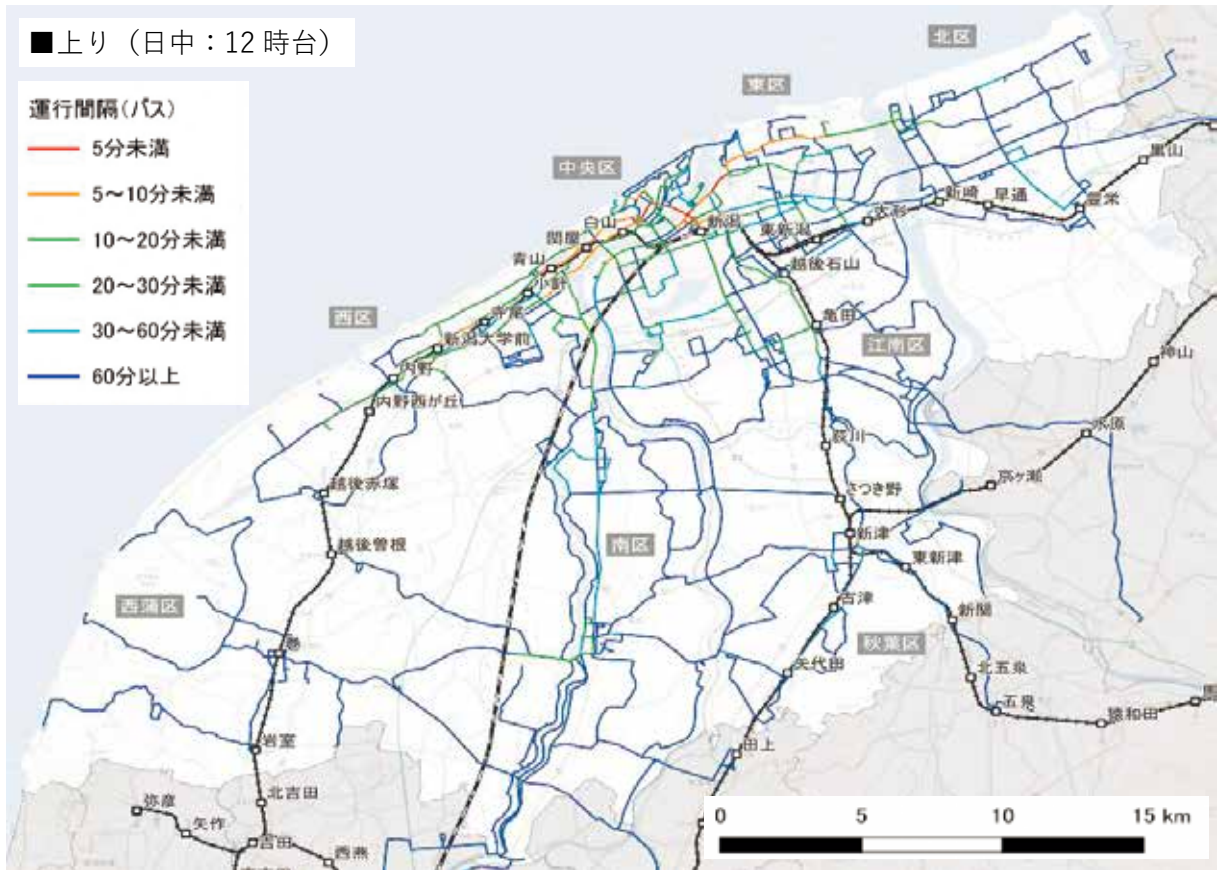 ■上り（日中：12時台）
運行間隔(バス)
5分未満
5～10分未満
10～20分未満
20～30分未満
30～60分未満
60分以上
北区
東区
中央区
西区
江南区
南区
西蒲区
秋葉区
黒山
豊栄
早通
新崎
大形
東新潟
新潟
白山
関屋
青山
小針
寺尾
新潟大学前
内野
内野西が丘
越後赤塚
越後曽根
巻
岩室
北吉田
吉田
西燕
弥彦
矢作
越後石山
亀田
荻川
さつき野
新津
古津
矢代田
田上
東新津
新関
北五泉
五泉
猿和田
馬
京ヶ瀬
水原
神山
0 5 10 15 km